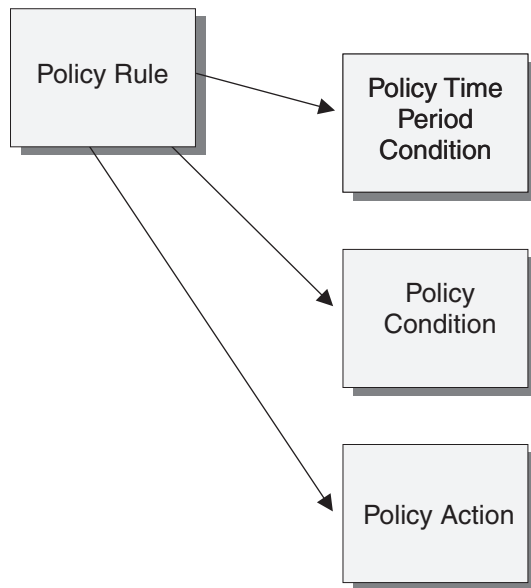 Policy Rule
Policy Time
Period
Condition
Policy
Condition
Policy Action